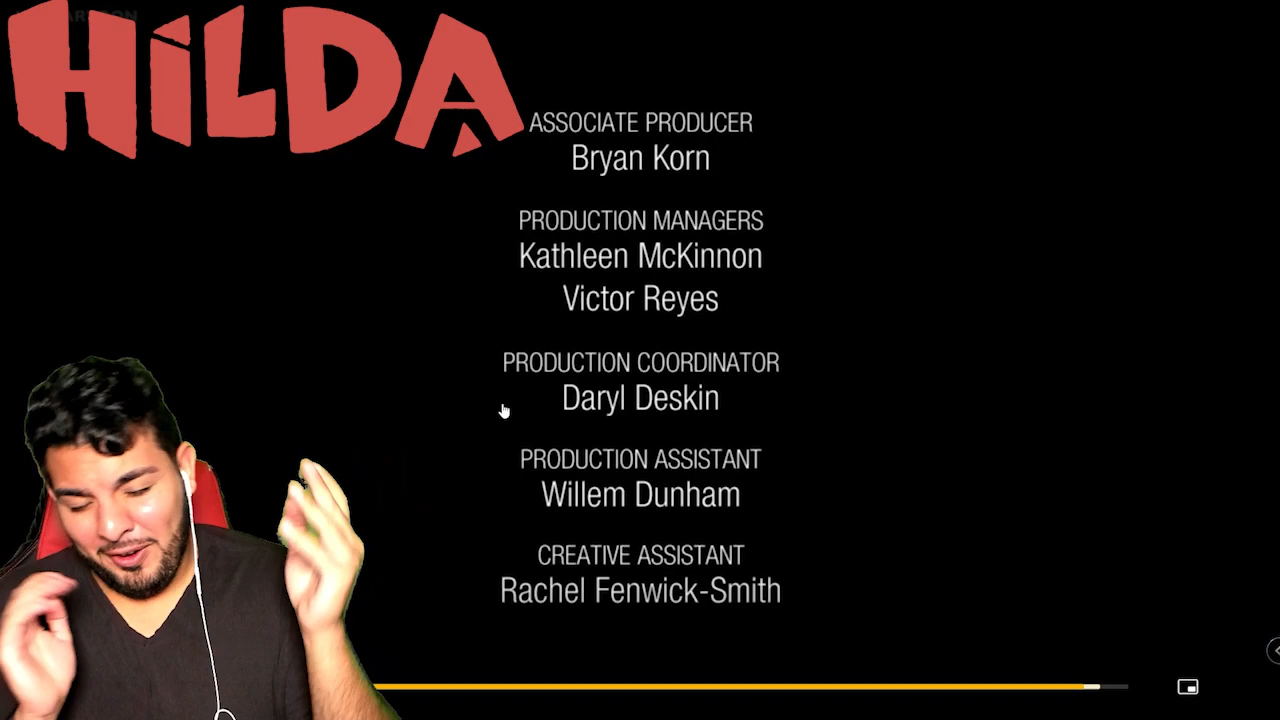 HiLDA
ASSOCIATE PRODUCER
Bryan Korn
PRODUCTION MANAGERS
Kathleen McKinnon
Victor Reyes
PRODUCTION COORDINATOR
Daryl Deskin
PRODUCTION ASSISTANT
Willem Dunham
CREATIVE ASSISTANT
Rachel Fenwick-Smith